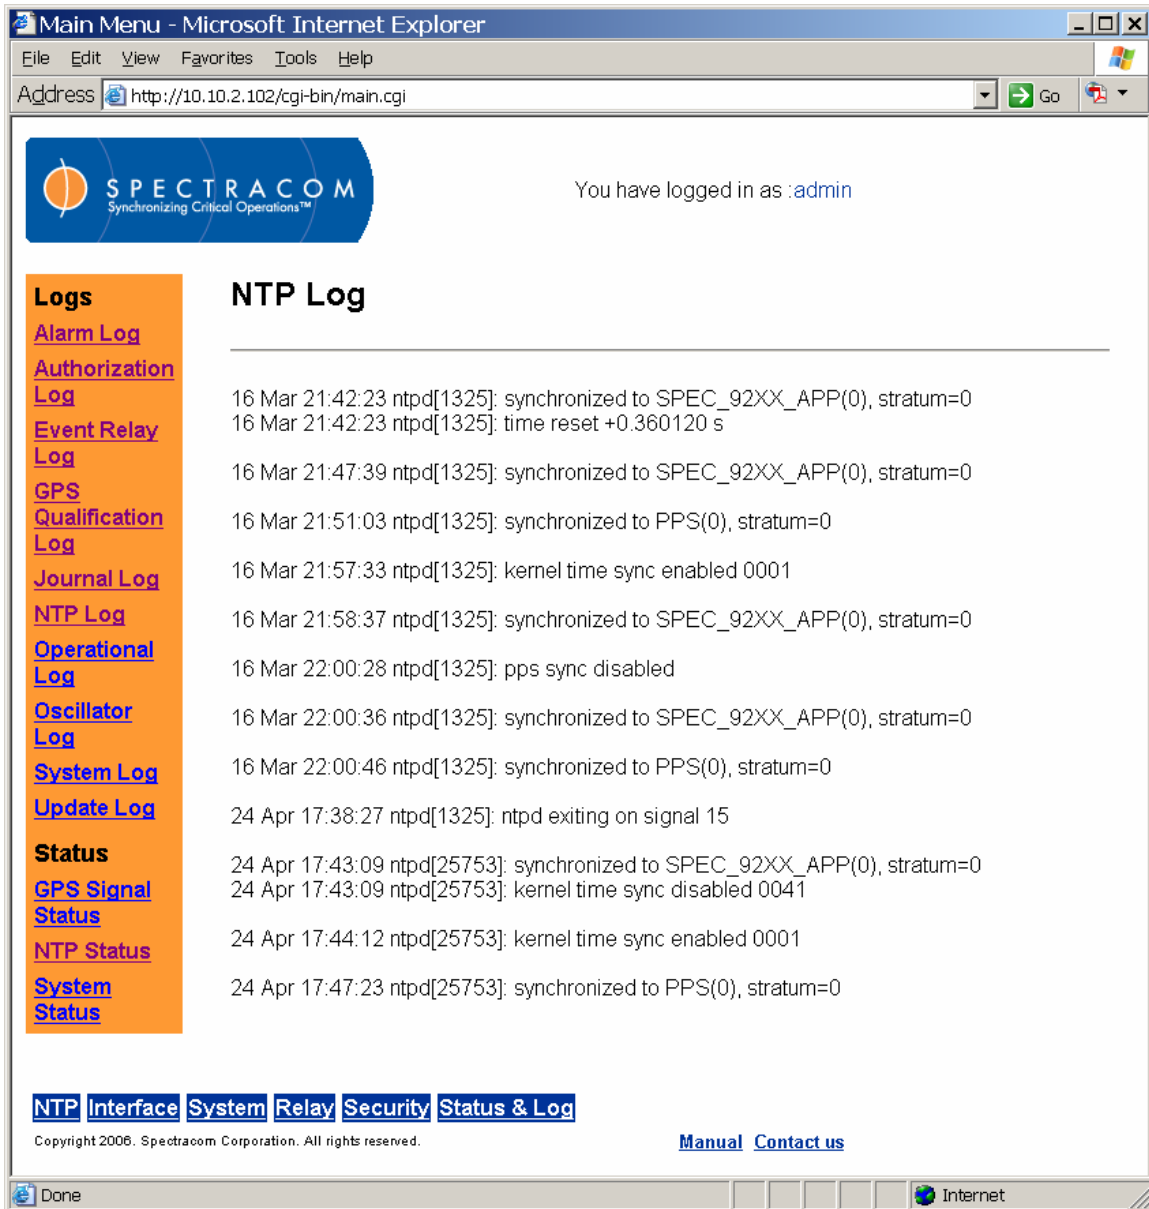 Main Menu - Microsoft Internet Explorer
File Edit View Favorites Tools Help
Address http://10.10.2.102/cgi-bin/main.cgi Go
SPECTRACOM
Synchronizing Critical Operations™
You have logged in as :admin
Logs
Alarm Log
Authorization
Log
Event Relay
Log
GPS
Qualification
Log
Journal Log
NTP Log
Operational
Log
Oscillator
Log
System Log
Update Log
Status
GPS Signal
Status
NTP Status
System
Status
NTP Log
16 Mar 21:42:23 ntpd[1325]: synchronized to SPEC_92XX_APP(0), stratum=0
16 Mar 21:42:23 ntpd[1325]: time reset +0.360120 s
16 Mar 21:47:39 ntpd[1325]: synchronized to SPEC_92XX_APP(0), stratum=0
16 Mar 21:51:03 ntpd[1325]: synchronized to PPS(0), stratum=0
16 Mar 21:57:33 ntpd[1325]: kernel time sync enabled 0001
16 Mar 21:58:37 ntpd[1325]: synchronized to SPEC_92XX_APP(0), stratum=0
16 Mar 22:00:28 ntpd[1325]: pps sync disabled
16 Mar 22:00:36 ntpd[1325]: synchronized to SPEC_92XX_APP(0), stratum=0
16 Mar 22:00:46 ntpd[1325]: synchronized to PPS(0), stratum=0
24 Apr 17:38:27 ntpd[1325]: ntpd exiting on signal 15
24 Apr 17:43:09 ntpd[25753]: synchronized to SPEC_92XX_APP(0), stratum=0
24 Apr 17:43:09 ntpd[25753]: kernel time sync disabled 0041
24 Apr 17:44:12 ntpd[25753]: kernel time sync enabled 0001
24 Apr 17:47:23 ntpd[25753]: synchronized to PPS(0), stratum=0
NTP Interface System Relay Security Status & Log
Copyright 2006. Spectracom Corporation. All rights reserved.
Manual Contact us
Done Internet